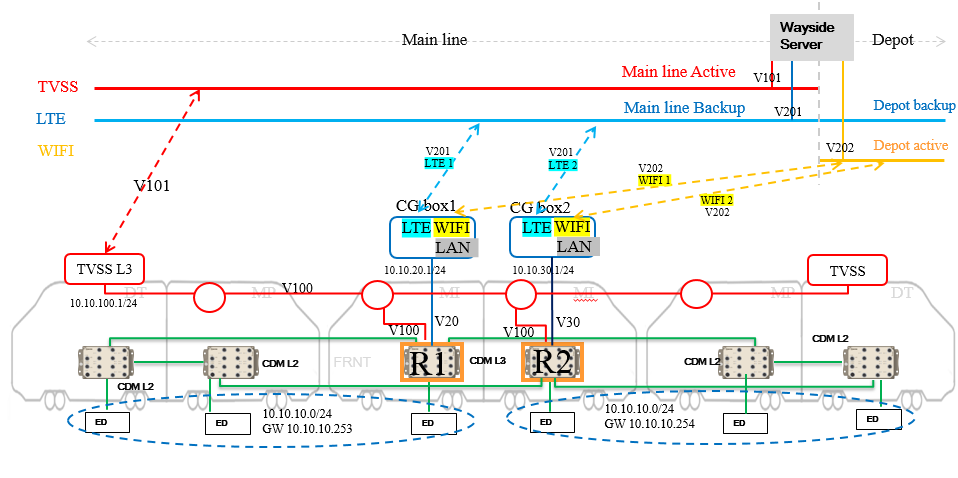 Wayside
Server
Main line
Depot
TVSS
Main line Active
V101
LTE
Main line Backup
V201
Depot backup
WIFI
V202
Depot active
V201
LTE 1
V201
LTE 2
V202
WIFI 1
WIFI 2
V202
V101
CG box1
CG box2
LTE WIFI
LAN
LTE WIFI
LAN
TVSS L3
10.10.20.1/24
10.10.30.1/24
TVSS
10.10.100.1/24
DT
MP
V100
MI
MI
MP
DT
V100
V20
V100
V30
FRNT
R1
R2
CDM L2
CDM L2
CDM L3
CDM L2
CDM L2
ED
ED
10.10.10.0/24
GW 10.10.10.253
ED
ED
10.10.10.0/24
GW 10.10.10.254
ED
ED